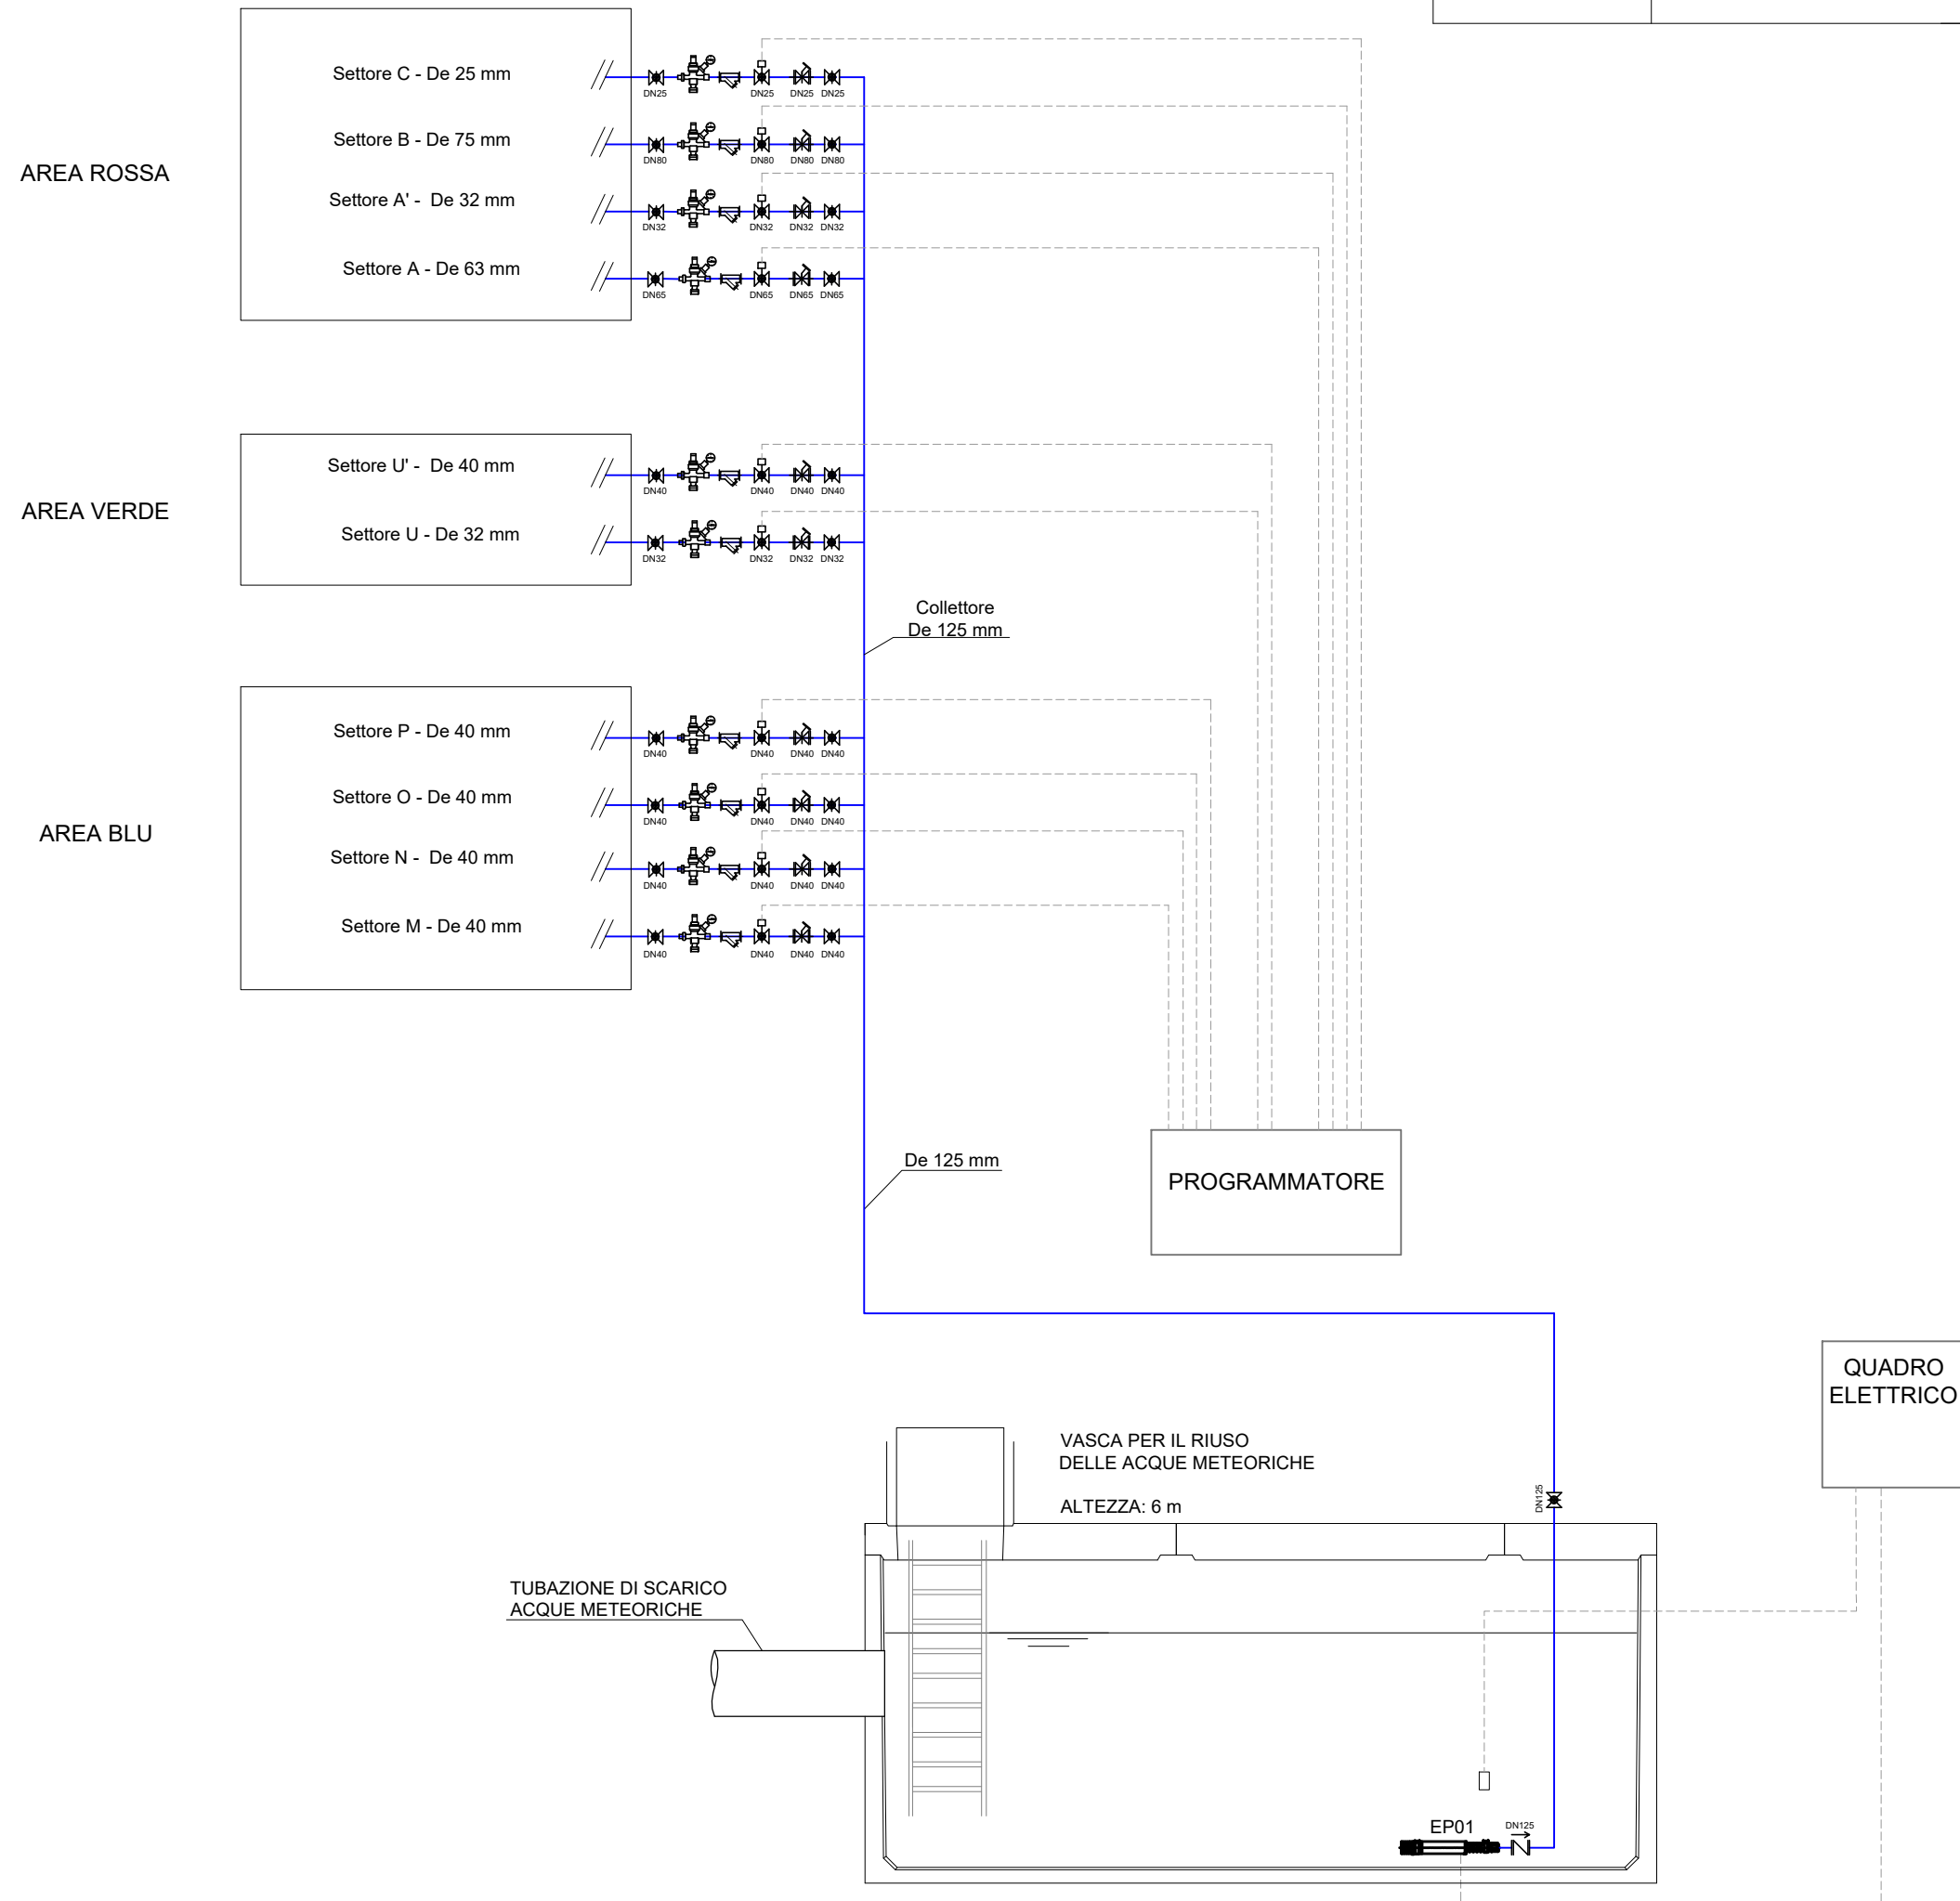 Settore C - De 25 mm
DN25 DN25 DN25 DN25
Settore B - De 75 mm
DN80 DN80 DN80 DN80
AREA ROSSA
Settore A' - De 32 mm
DN32 DN32 DN32 DN32
Settore A - De 63 mm
DN65 DN65 DN65 DN65
Settore U' - De 40 mm
DN40 DN40 DN40 DN40
AREA VERDE
Settore U - De 32 mm
DN32 DN32 DN32 DN32
Collettore
De 125 mm
Settore P - De 40 mm
DN40 DN40 DN40 DN40
Settore O - De 40 mm
DN40 DN40 DN40 DN40
AREA BLU
Settore N - De 40 mm
DN40 DN40 DN40 DN40
Settore M - De 40 mm
DN40 DN40 DN40 DN40
De 125 mm
PROGRAMMATORE
QUADRO
ELETTRICO
VASCA PER IL RIUSO
DELLE ACQUE METEORICHE
ALTEZZA: 6 m
DN125
TUBAZIONE DI SCARICO
ACQUE METEORICHE
EP01
DN125